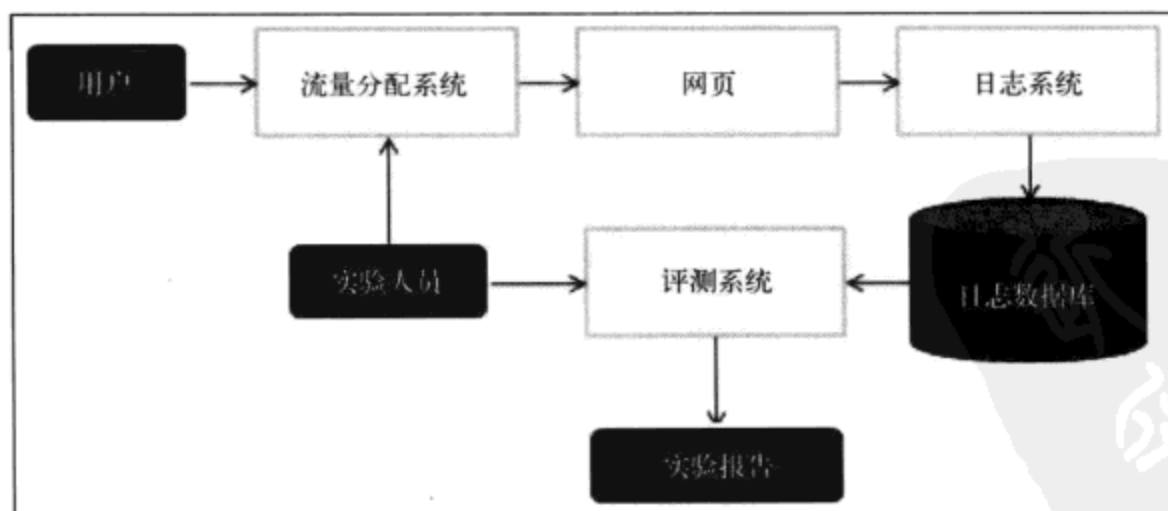 用户
流量分配系统
网页
日志系统
实验人员
评测系统
日志数据库
实验报告